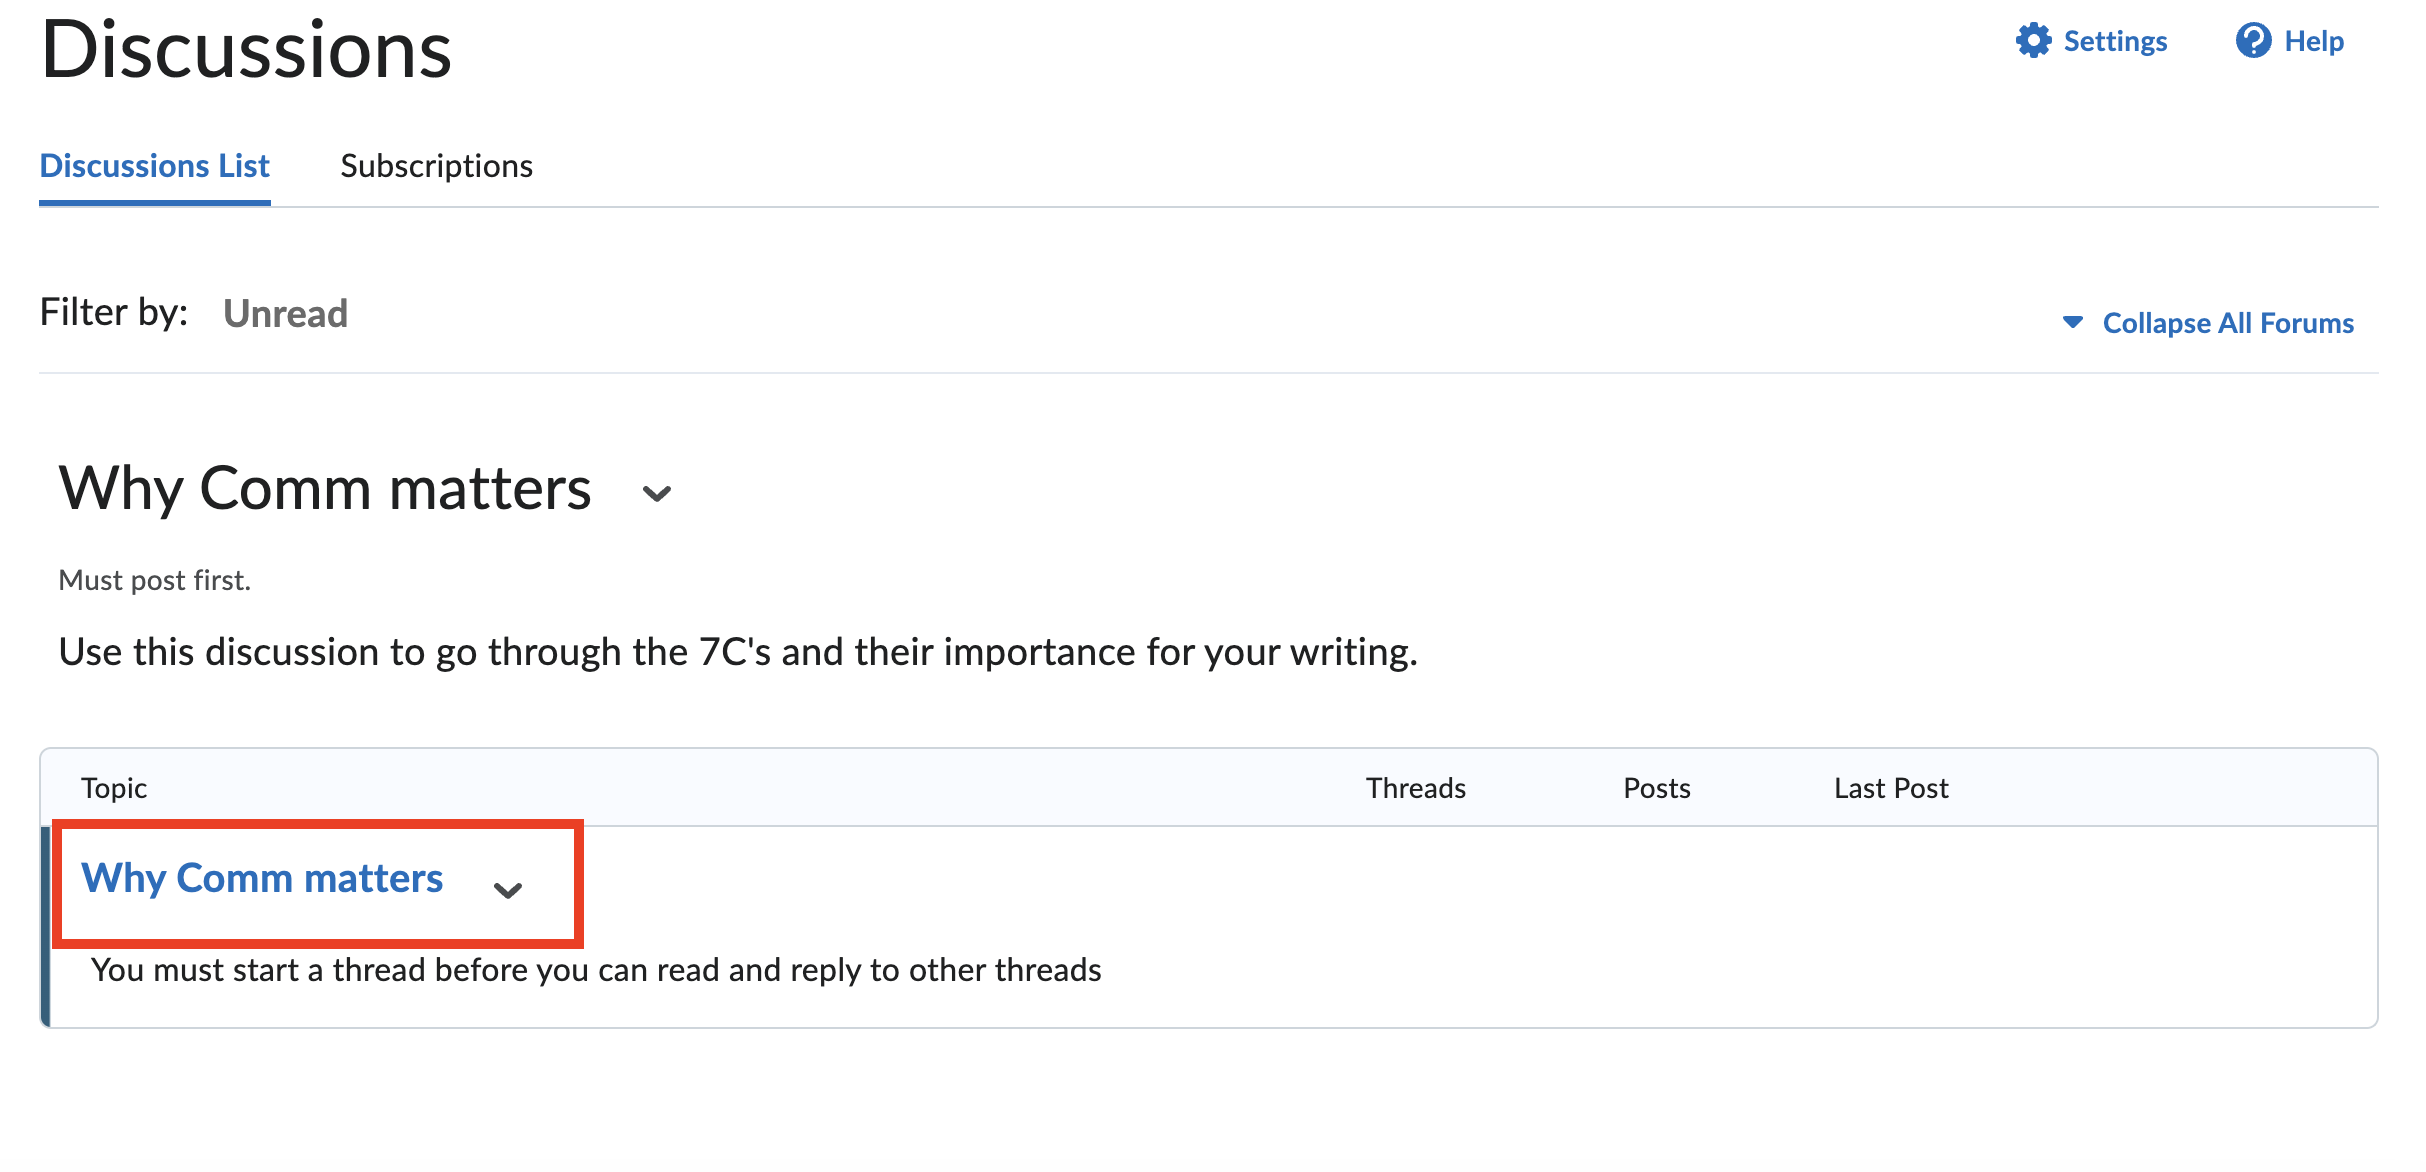 Discussions
Settings
Help
Discussions List
Subscriptions
Filter by: Unread
Collapse All Forums
Why Comm matters
Must post first.
Use this discussion to go through the 7C's and their importance for your writing.
Topic Threads Posts Last Post
Why Comm matters
You must start a thread before you can read and reply to other threads